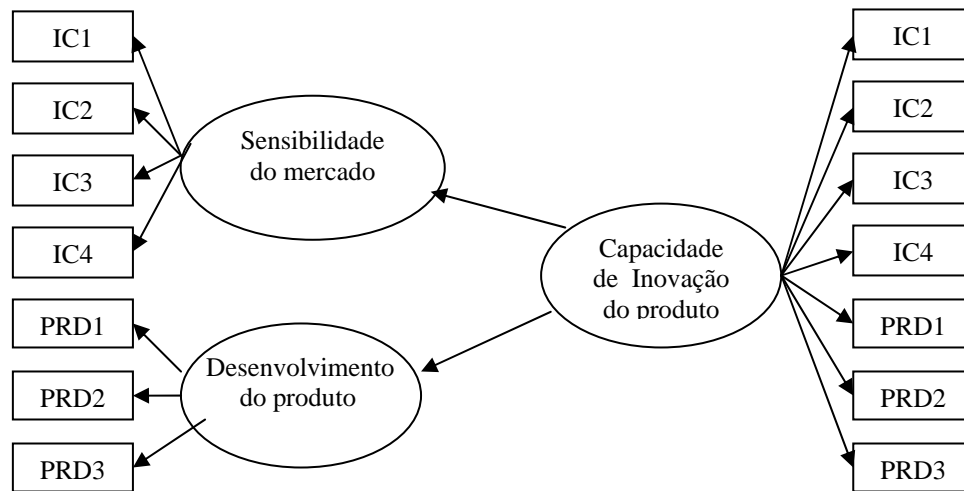 IC1
IC2
IC3
IC4
PRD1
PRD2
PRD3
Sensibilidade
do mercado
Desenvolvimento
do produto
Capacidade
de Inovação
do produto
IC1
IC2
IC3
IC4
PRD1
PRD2
PRD3